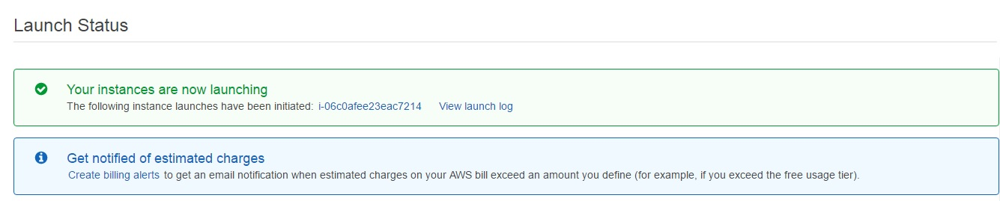 Launch Status
Your instances are now launching
The following instance launches have been initiated: i-06c0afee23eac7214 View launch log
Get notified of estimated charges
Create billing alerts to get an email notification when estimated charges on your AWS bill exceed an amount you define (for example, if you exceed the free usage tier).